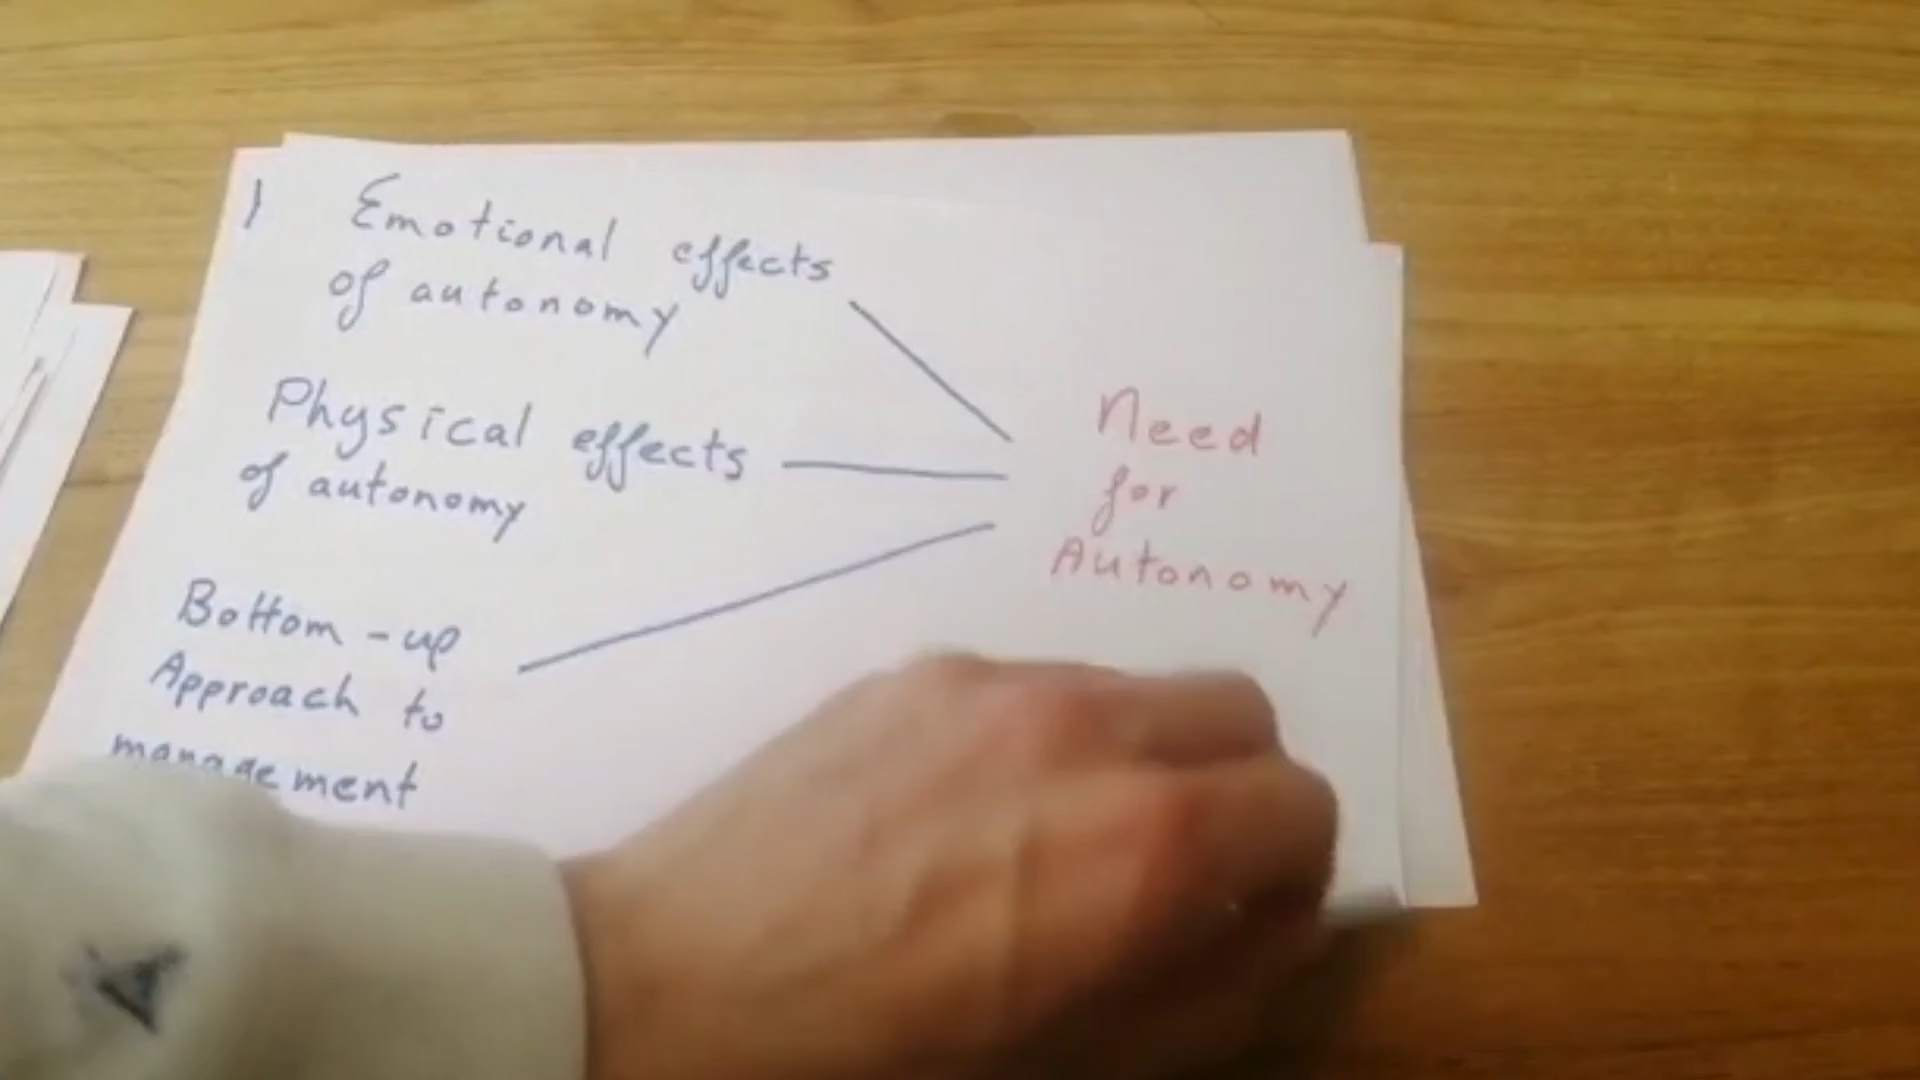 1 Emotional effects
of autonomy
Physical effects
of autonomy
Bottom-up
Approach to
management
Need
for
Autonomy